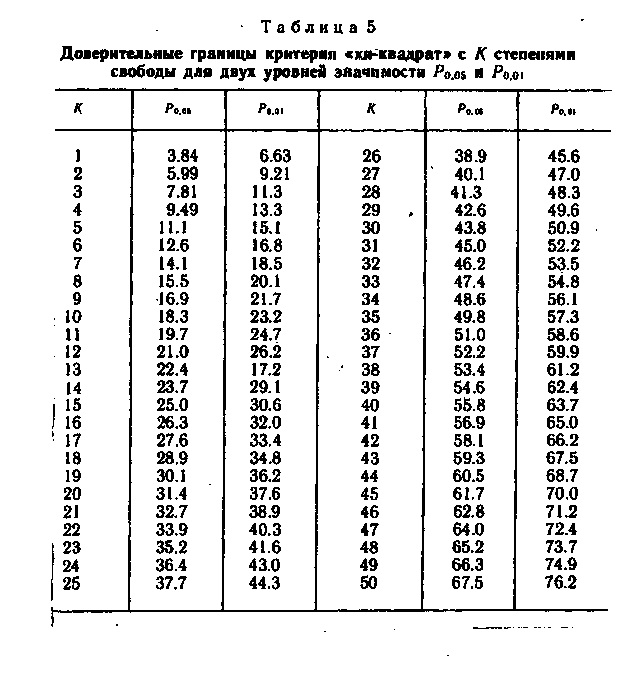 Таблица 5
Доверительные границы критерия «хи-квадрат» с K степенями
свободы для двух уровней значимости P0.05 и P0.01
K P0.05 P0.01 K P0.05 P0.01
1 3.84 6.63 26 38.9 45.6
2 5.99 9.21 27 40.1 47.0
3 7.81 11.3 28 41.3 48.3
4 9.49 13.3 29 42.6 49.6
5 11.1 15.1 30 43.8 50.9
6 12.6 16.8 31 45.0 52.2
7 14.1 18.5 32 46.2 53.5
8 15.5 20.1 33 47.4 54.8
9 16.9 21.7 34 48.6 56.1
10 18.3 23.2 35 49.8 57.3
11 19.7 24.7 36 51.0 58.6
12 21.0 26.2 37 52.2 59.9
13 22.4 17.2 38 53.4 61.2
14 23.7 29.1 39 54.6 62.4
15 25.0 30.6 40 55.8 63.7
16 26.3 32.0 41 56.9 65.0
17 27.6 33.4 42 58.1 66.2
18 28.9 34.8 43 59.3 67.5
19 30.1 36.2 44 60.5 68.7
20 31.4 37.6 45 61.7 70.0
21 32.7 38.9 46 62.8 71.2
22 33.9 40.3 47 64.0 72.4
23 35.2 41.6 48 65.2 73.7
24 36.4 43.0 49 66.3 74.9
25 37.7 44.3 50 67.5 76.2